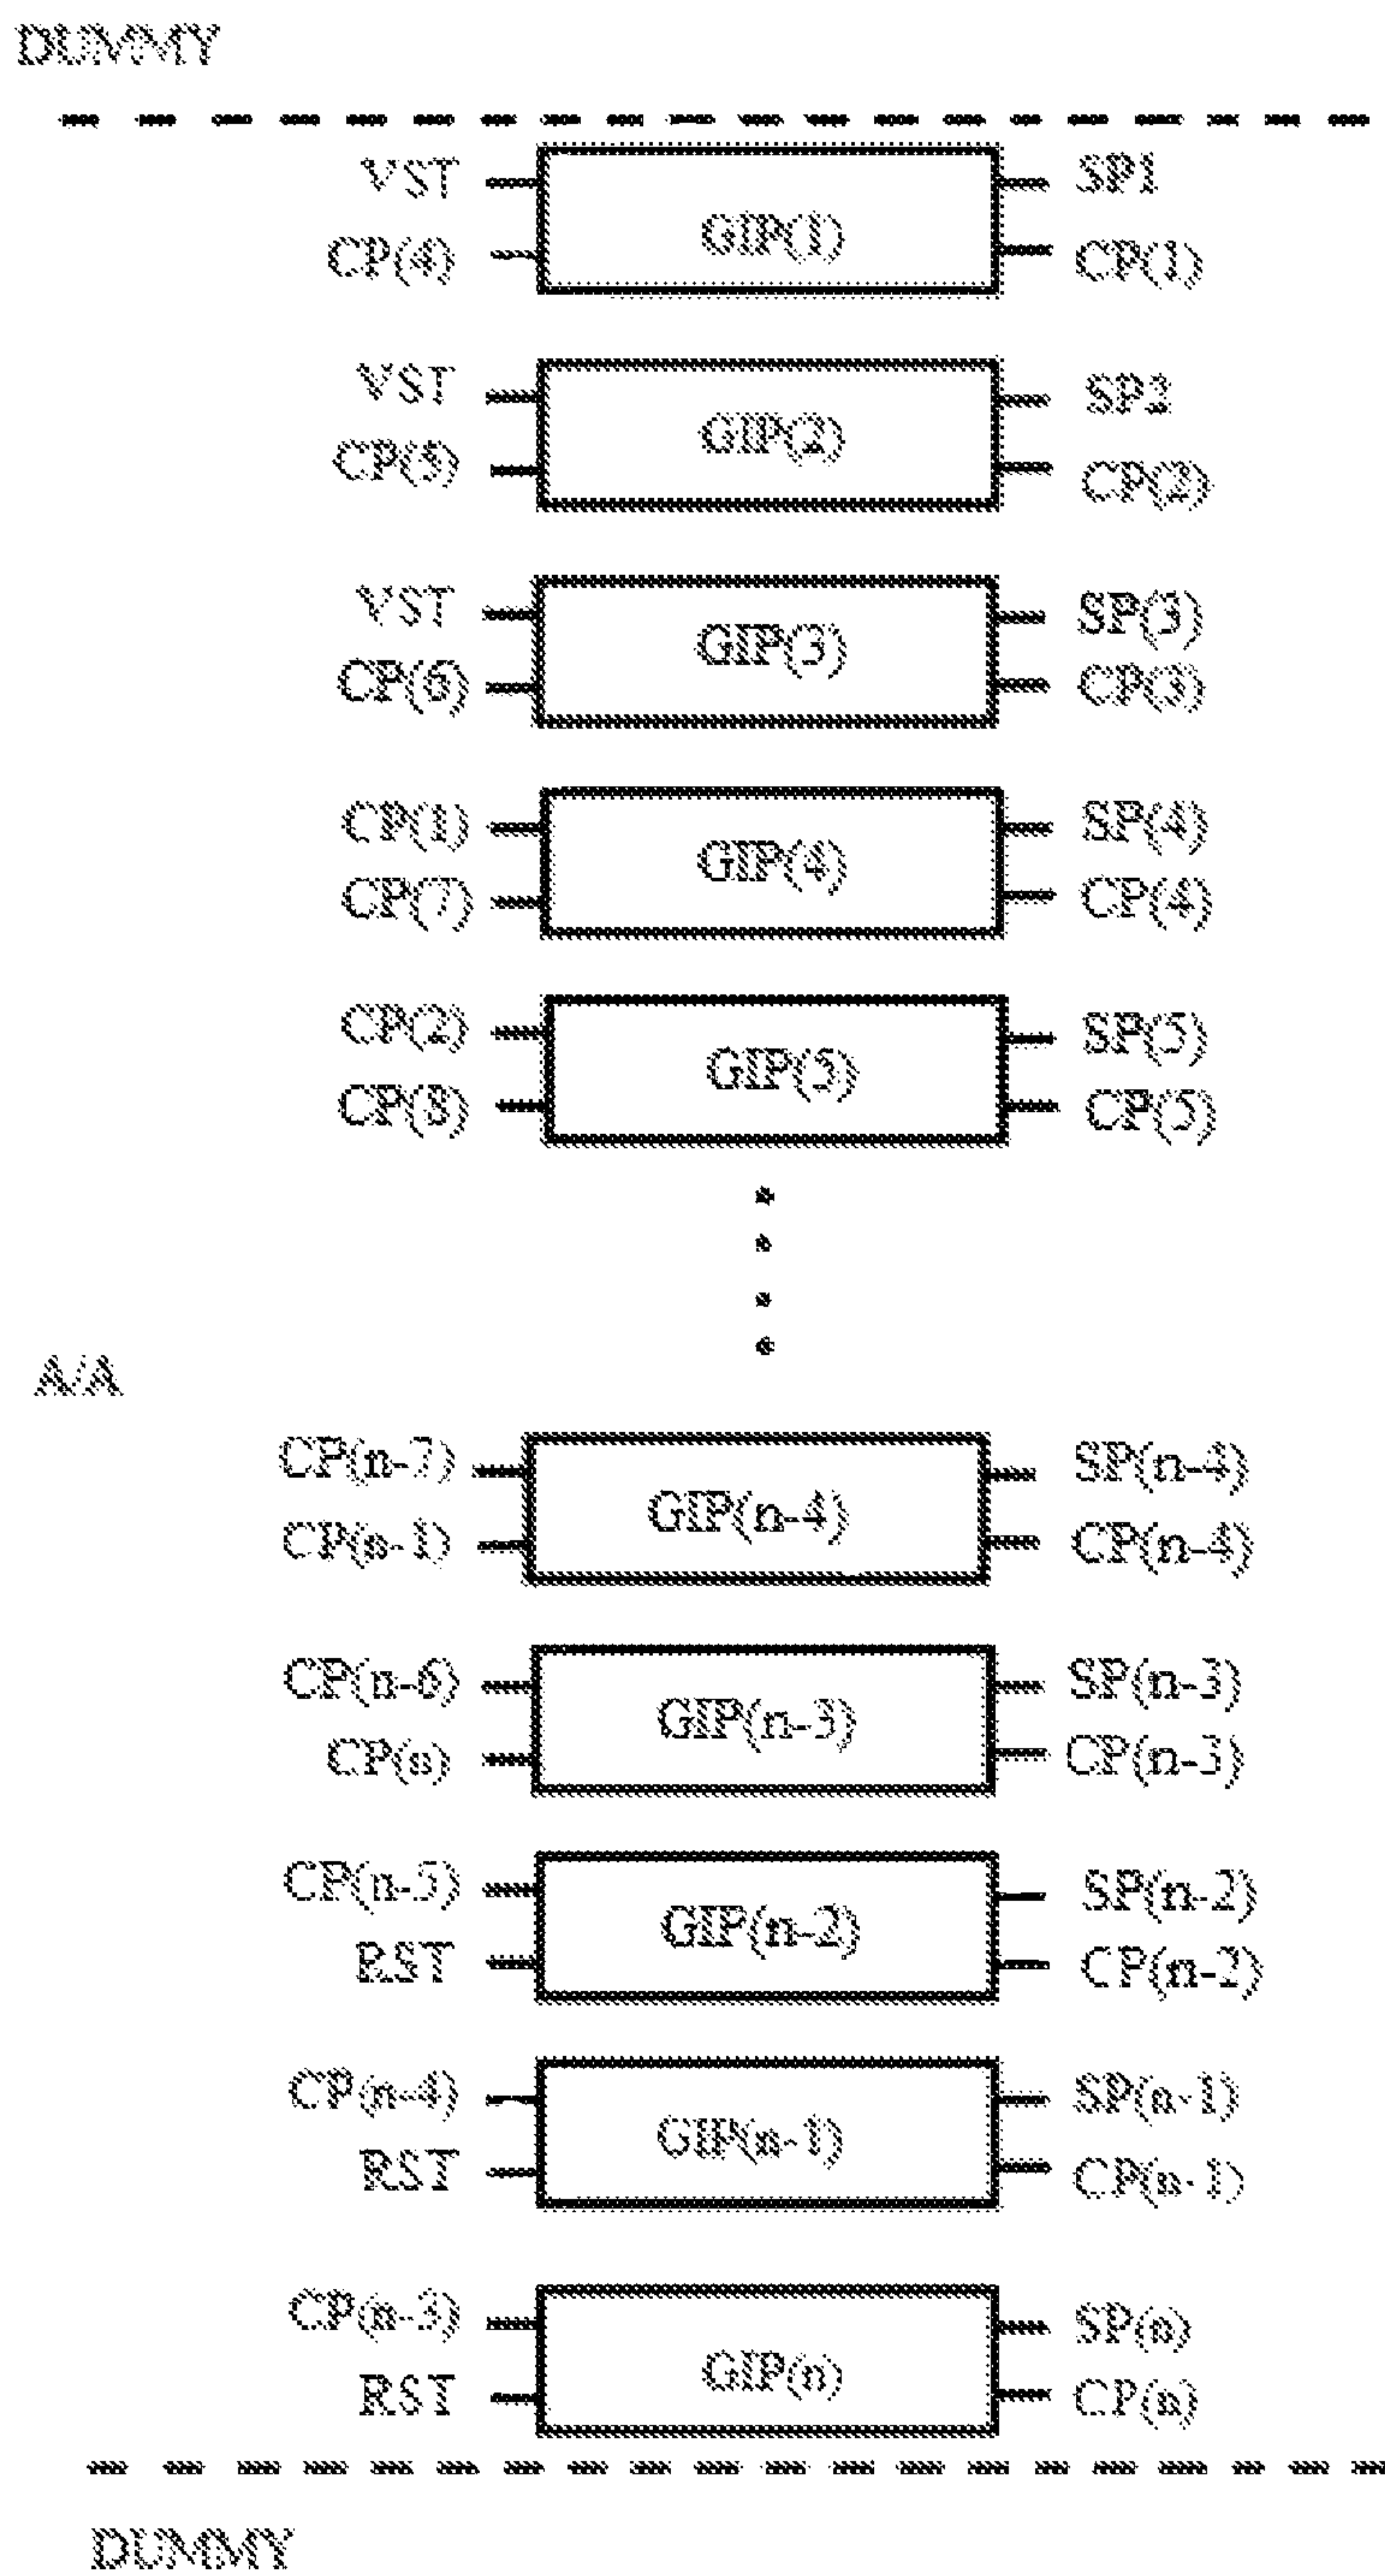 DUMMY
VST GIP(1) SP1
CP(4) CP(1)
VST GIP(2) SP2
CP(5) CP(2)
VST GIP(3) SP(3)
CP(6) CP(3)
CP(1) GIP(4) SP(4)
CP(7) CP(4)
CP(2) GIP(5) SP(5)
CP(8) CP(5)
A/A
CP(n-7) GIP(n-4) SP(n-4)
CP(n-1) CP(n-4)
CP(n-6) GIP(n-3) SP(n-3)
CP(n) CP(n-3)
CP(n-5) GIP(n-2) SP(n-2)
RST CP(n-2)
CP(n-4) GIP(n-1) SP(n-1)
RST CP(n-1)
CP(n-3) GIP(n) SP(n)
RST CP(n)
DUMMY